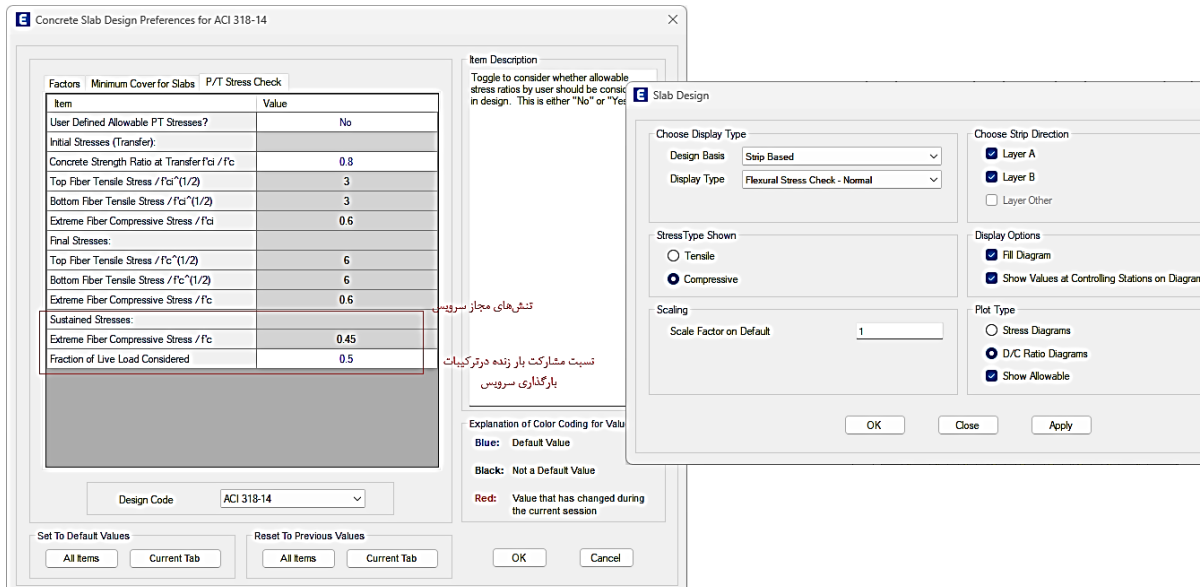 Concrete Slab Design Preferences for ACI 318-14
Factors Minimum Cover for Slabs P/T Stress Check
Item Value
User Defined Allowable PT Stresses? No
Initial Stresses (Transfer):
Concrete Strength Ratio at Transfer f'ci / f'c 0.8
Top Fiber Tensile Stress / f'ci^(1/2) 3
Bottom Fiber Tensile Stress / f'ci^(1/2) 3
Extreme Fiber Compressive Stress / f'ci 0.6
Final Stresses:
Top Fiber Tensile Stress / f'c^(1/2) 6
Bottom Fiber Tensile Stress / f'c^(1/2) 6
Extreme Fiber Compressive Stress / f'c 0.6
Sustained Stresses:
Extreme Fiber Compressive Stress / f'c 0.45
Fraction of Live Load Considered 0.5
تنش‌های مجاز سرویس
نسبت مشارکت بار زنده درترکیبات
بارگذاری سرویس
Design Code ACI 318-14
Set To Default Values
All Items Current Tab
Reset To Previous Values
All Items Current Tab
Item Description
Toggle to consider whether allowable
stress ratios by user should be
in design. This is either "No" or
Explanation of Color Coding for
Blue: Default Value
Black: Not a Default Value
Red: Value that has changed during
the current session
OK Cancel
E Slab Design
Choose Display Type
Design Basis Strip Based
Display Type Flexural Stress Check - Normal
StressType Shown
Tensile
Compressive
Scaling
Scale Factor on Default 1
Choose Strip Direction
Layer A
Layer B
Layer Other
Display Options
Fill Diagram
Show Values at Controlling Stations on
Plot Type
Stress Diagrams
D/C Ratio Diagrams
Show Allowable
OK Close Apply